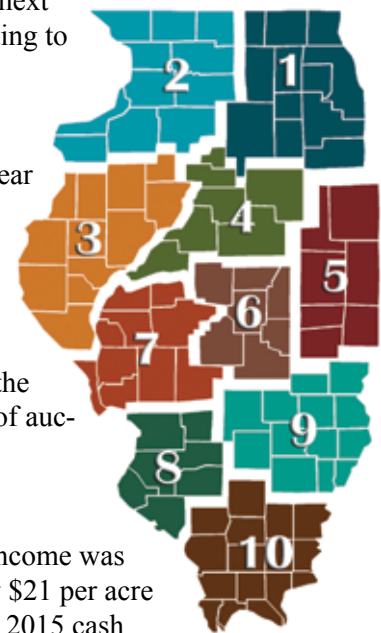 next
ing to
1
2
ear
3
4
5
6
7
the
of auc-
9
8
ncome was
$21 per acre
10
2015 cash